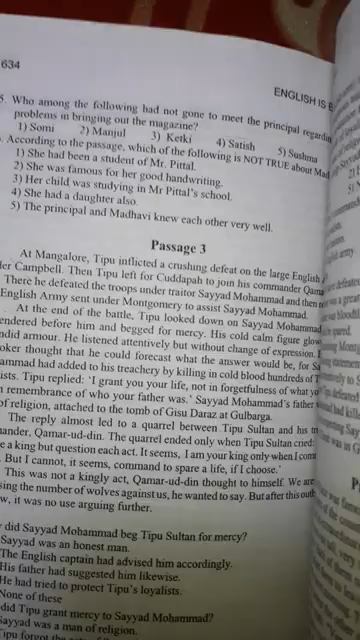 634
ENGLISH IS E
5. Who among the following had not gone to meet the principal regardin
problems in bringing out the magazine?
1) Somi 2) Manjul 3) Ketki 4) Satish 5) Sushma
. According to the passage, which of the following is NOT TRUE about Mad
1) She had been a student of Mr. Pittal.
2) She was famous for her good handwriting.
3) Her child was studying in Mr Pittal's school.
4) She had a daughter also.
5) The principal and Madhavi knew each other very well.
Passage 3
At Mangalore, Tipu inflicted a crushing defeat on the large English
er Campbell. Then Tipu left for Cuddapah to join his commander Qama
There he defeated the troops under traitor Sayyad Mohammad and then
English Army sent under Montgomery to assist Sayyad Mohammad.
At the end of the battle, Tipu looked down on Sayyad Mohammad
endered before him and begged for mercy. His cold calm figure glow
ndid armour. He listened attentively but without change of expression.
oker thought that he could forecast what the answer would be, for Sa
ammad had added to his treachery by killing in cold blood hundreds of T
ists. Tipu replied: 'I grant you your life, not in forgetfulness of what yo
n remembrance of who your father was.' Sayyad Mohammad's father
of religion, attached to the tomb of Gisu Daraz at Gulbarga.
The reply almost led to a quarrel between Tipu Sultan and his
mander, Qamar-ud-din. The quarrel ended only when Tipu Sultan cried:
e a king but question each act. It seems, I am your king only when I com
. But I cannot, it seems, command to spare a life, if I choose.'
This was not a kingly act, Qamar-ud-din thought to himself. We are
sing the number of wolves against us, he wanted to say. But after this outb
w, it was no use arguing further.
y did Sayyad Mohammad beg Tipu Sultan for mercy?
Sayyad was an honest man.
The English captain had advised him accordingly.
His father had suggested him likewise.
He had tried to protect Tipu's loyalists.
None of these
did Tipu grant mercy to Sayyad Mohammad?
Sayyad was a man of religion.